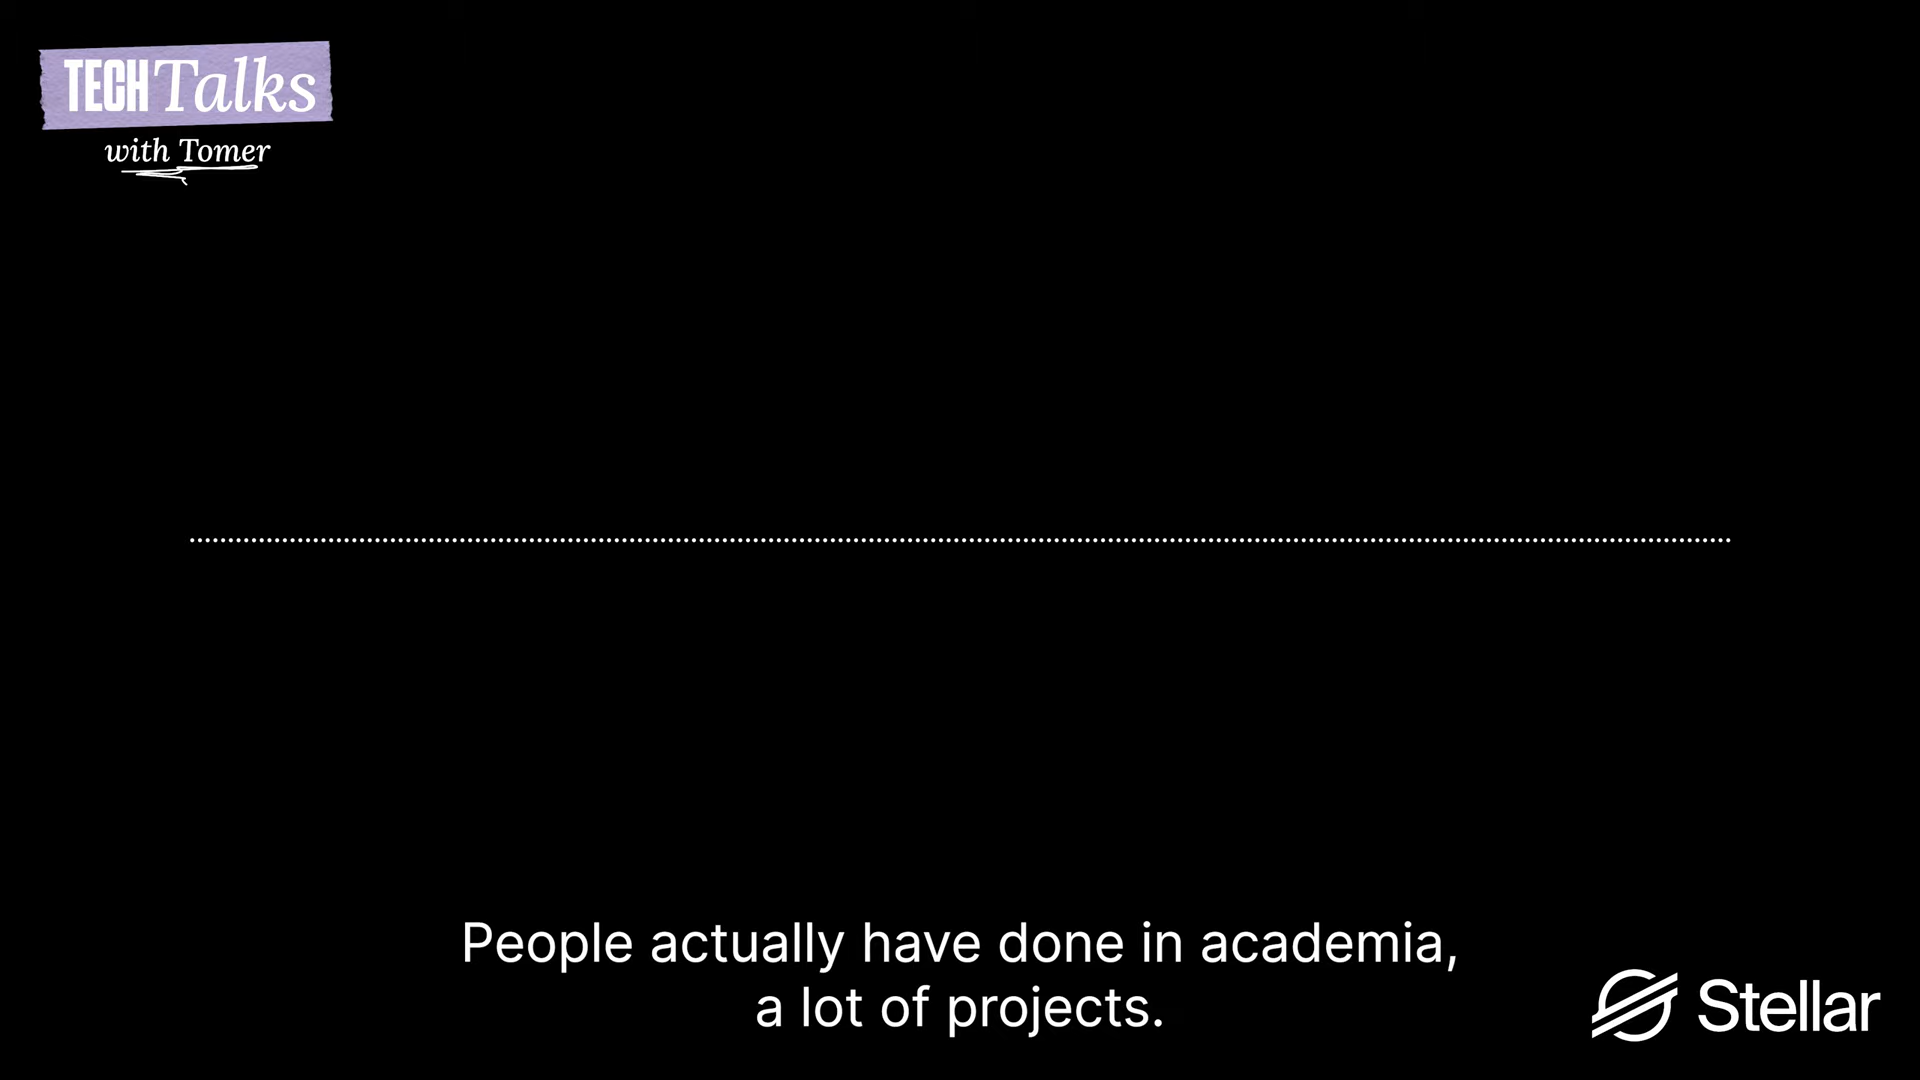 TECH Talks
with Tomer
People actually have done in academia,
a lot of projects.
Stellar